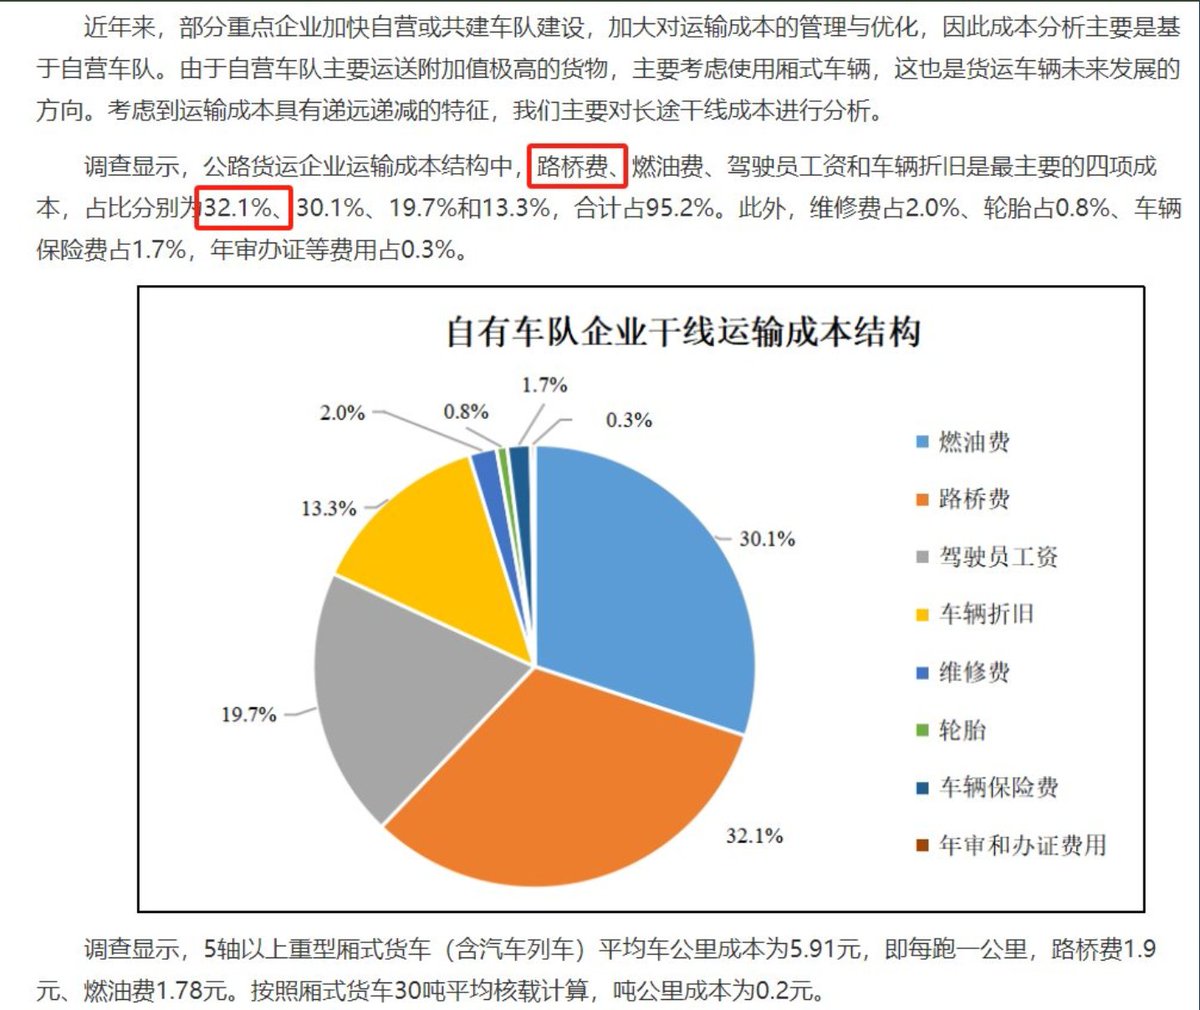 近年来，部分重点企业加快自营或共建车队建设，加大对运输成本的管理与优化，因此成本分析主要是基
于自营车队。由于自营车队主要运送附加值极高的货物，主要考虑使用厢式车辆，这也是货运车辆未来发展的
方向。考虑到运输成本具有递远递减的特征，我们主要对长途干线成本进行分析。
调查显示，公路货运企业运输成本结构中，路桥费、燃油费、驾驶员工资和车辆折旧是最主要的四项成
本，占比分别为32.1%、30.1%、19.7%和13.3%，合计占95.2%。此外，维修费占2.0%、轮胎占0.8%、车辆
保险费占1.7%，年审办证等费用占0.3%。
自有车队企业干线运输成本结构
1.7%
2.0%
0.8%
0.3%
13.3%
30.1%
19.7%
32.1%
燃油费
路桥费
驾驶员工资
车辆折旧
维修费
轮胎
车辆保险费
年审和办证费用
调查显示，5轴以上重型厢式货车（含汽车列车）平均车公里成本为5.91元，即每跑一公里，路桥费1.9
元、燃油费1.78元。按照厢式货车30吨平均核载计算，吨公里成本为0.2元。